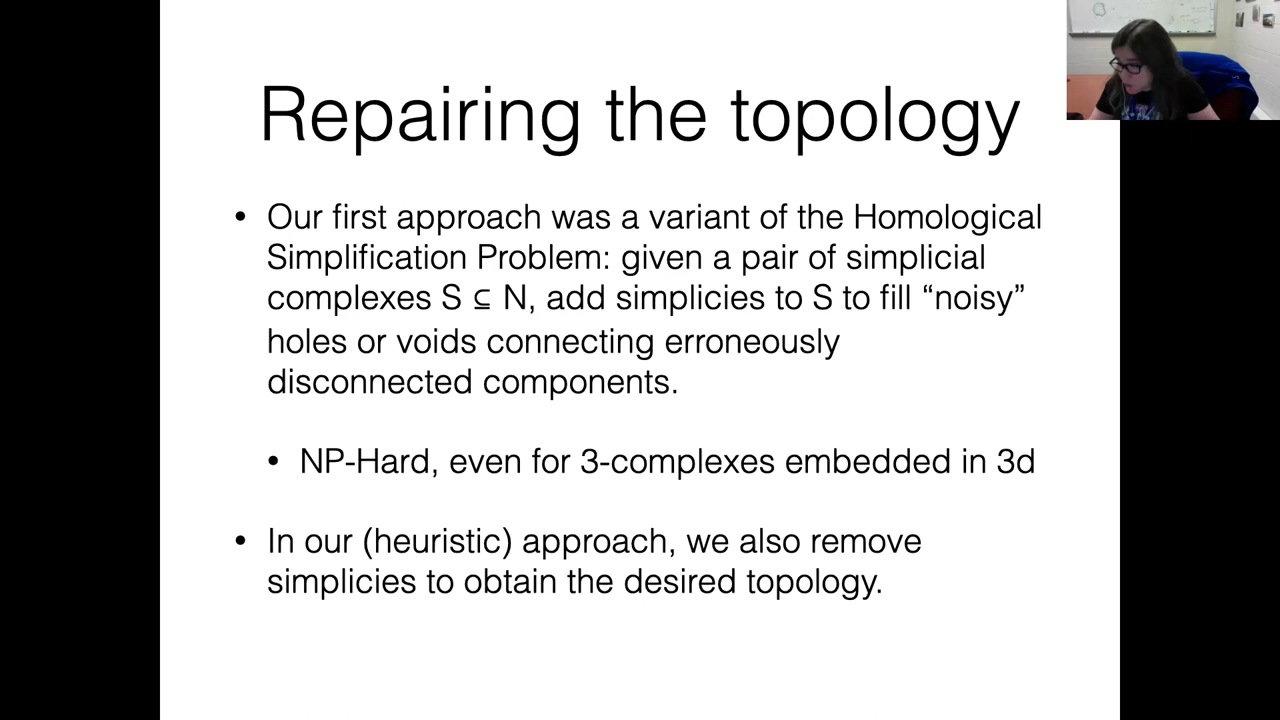 Repairing the topology
• Our first approach was a variant of the Homological
Simplification Problem: given a pair of simplicial
complexes S ⊆ N, add simplicies to S to fill “noisy”
holes or voids connecting erroneously
disconnected components.
• NP-Hard, even for 3-complexes embedded in 3d
• In our (heuristic) approach, we also remove
simplicies to obtain the desired topology.